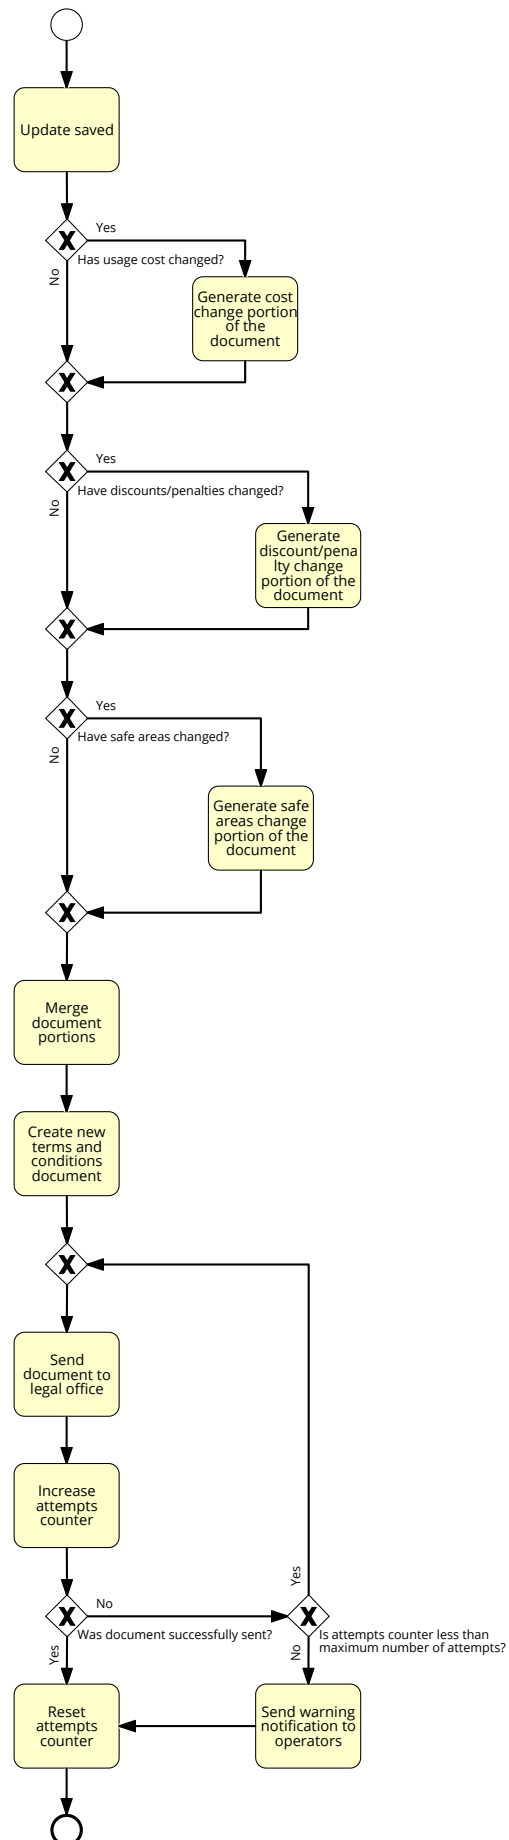 Update saved
Yes
Has usage cost changed?
No
Generate cost
change portion
of the
document
Yes
Have discounts/penalties changed?
No
Generate
discount/pena
lty change
portion of the
document
Yes
Have safe areas changed?
No
Generate safe
areas change
portion of the
document
Merge
document
portions
Create new
terms and
conditions
document
Send
document to
legal office
Increase
attempts
counter
No
Was document successfully sent?
Yes
Yes
Is attempts counter less than
maximum number of attempts?
No
Reset
attempts
counter
Send warning
notification to
operators